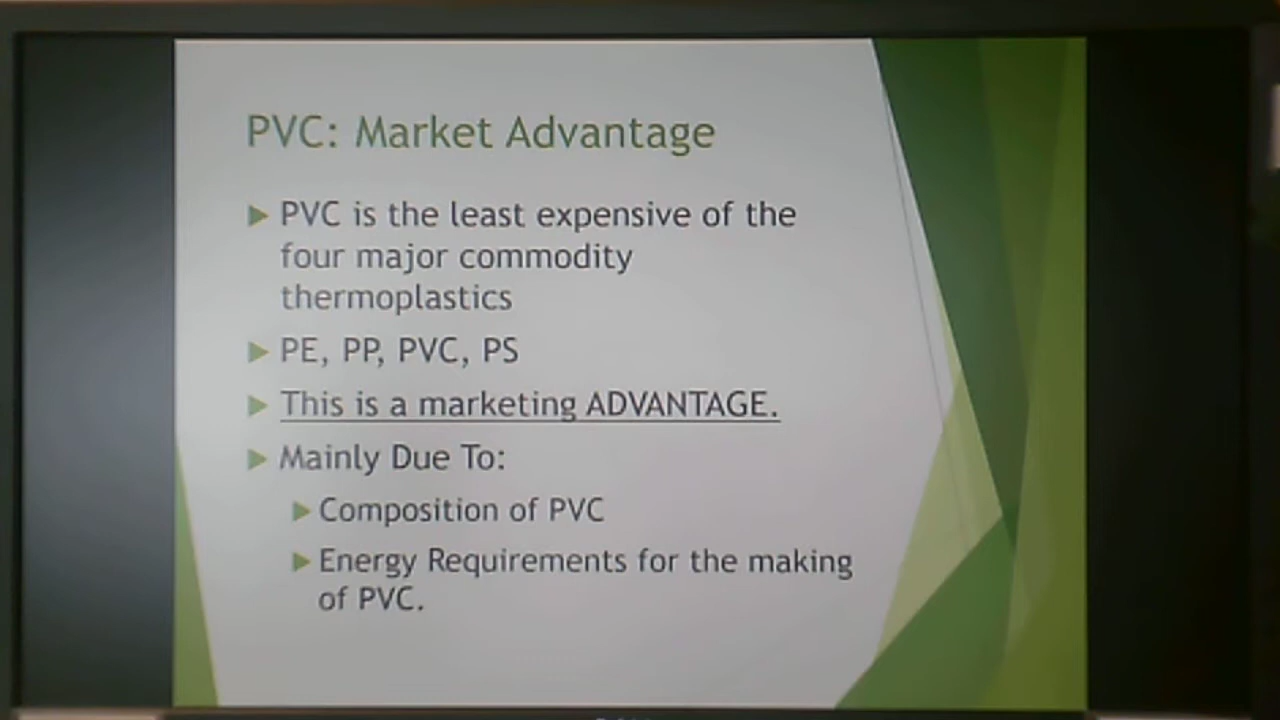 PVC: Market Advantage
PVC is the least expensive of the
four major commodity
thermoplastics
PE, PP, PVC, PS
This is a marketing ADVANTAGE.
Mainly Due To:
Composition of PVC
Energy Requirements for the making
of PVC.